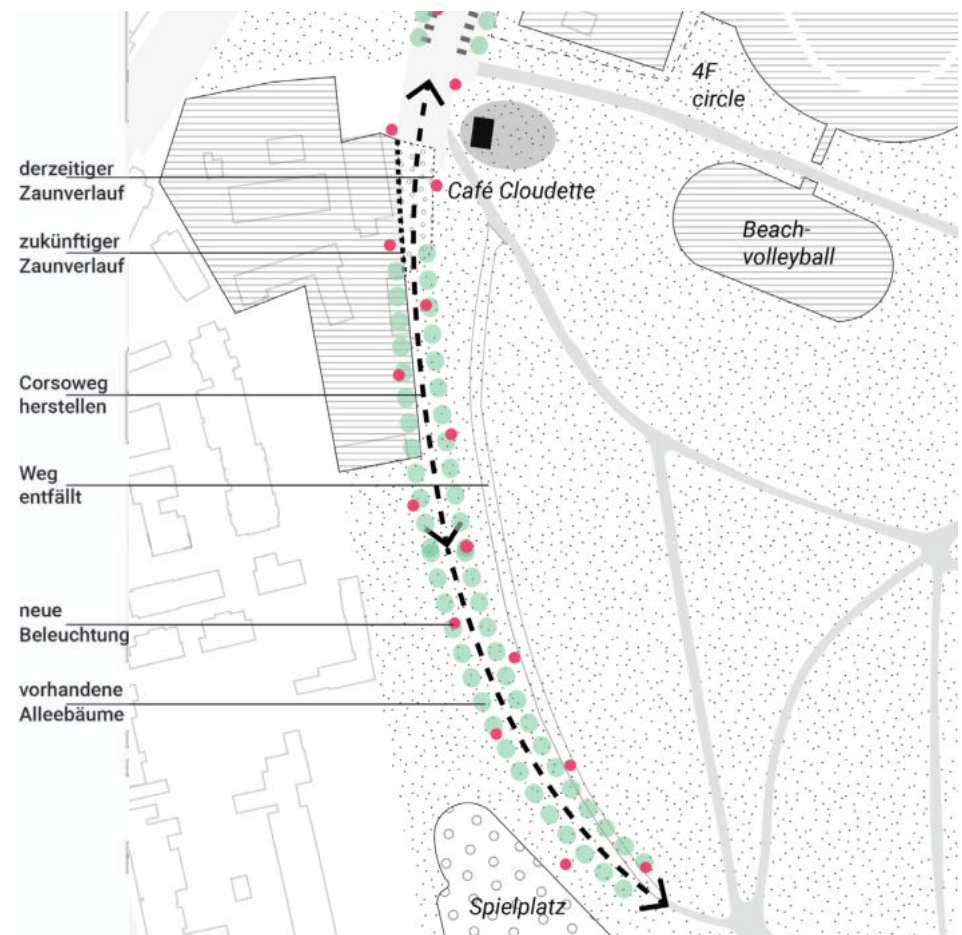 4F
circle
derzeitiger
Zaunverlauf
Café Cloudette
zukünftiger
Zaunverlauf
Beach-
volleyball
Corsoweg
herstellen
Weg
entfällt
neue
Beleuchtung
vorhandene
Alleebäume
Spielplatz